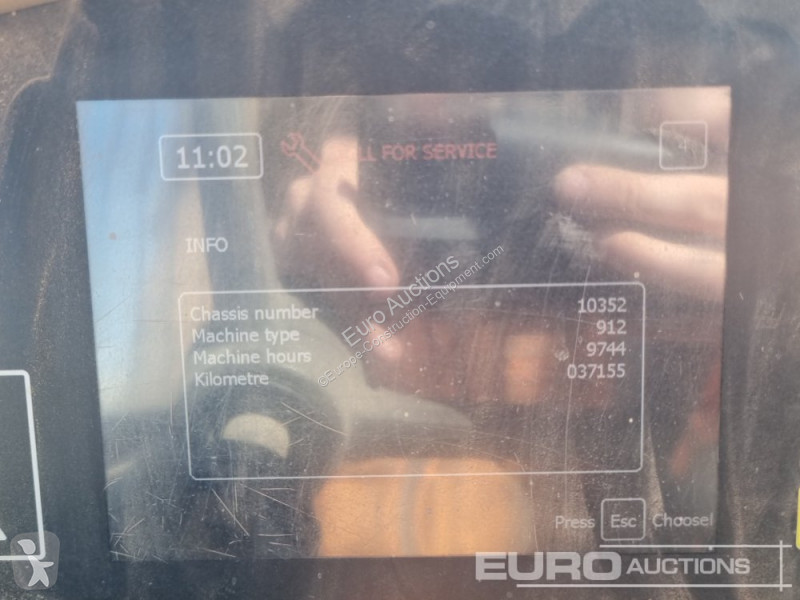 11:02
CALL FOR SERVICE
4
INFO
Chassis number 10352
Machine type 912
Machine hours 9744
Kilometre 037155
Euro Auctions
©Europe-Construction-Equipment.com
Press Esc Choose!
EURO AUCTIONS